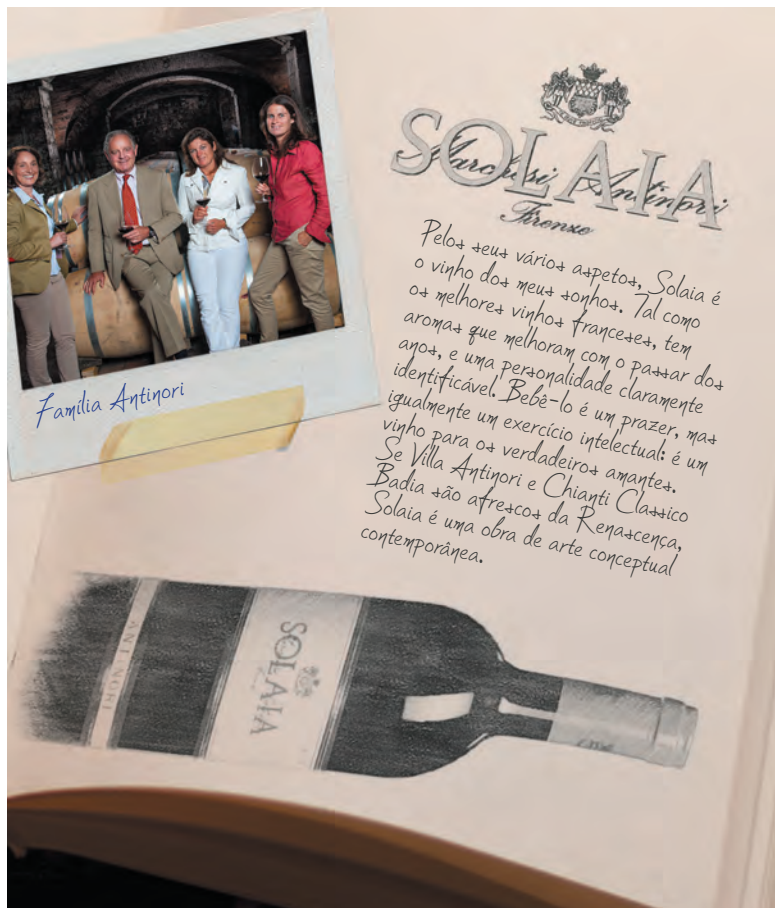 SOLAIA
Marchesi Antinori
Firenze
Pelos seus vários aspetos, Solaia é
o vinho dos meus sonhos. Tal como
os melhores vinhos franceses, tem
aromas que melhoram com o passar dos
anos, e uma personalidade claramente
identificável. Bebê-lo é um prazer, mas
igualmente um exercício intelectual: é um
vinho para os verdadeiros amantes.
Se Villa Antinori e Chianti Classico
Badia são afrescos da Renascença,
Solaia é uma obra de arte conceptual
contemporânea.
Família Antinori
ANTINORI
SOLAIA